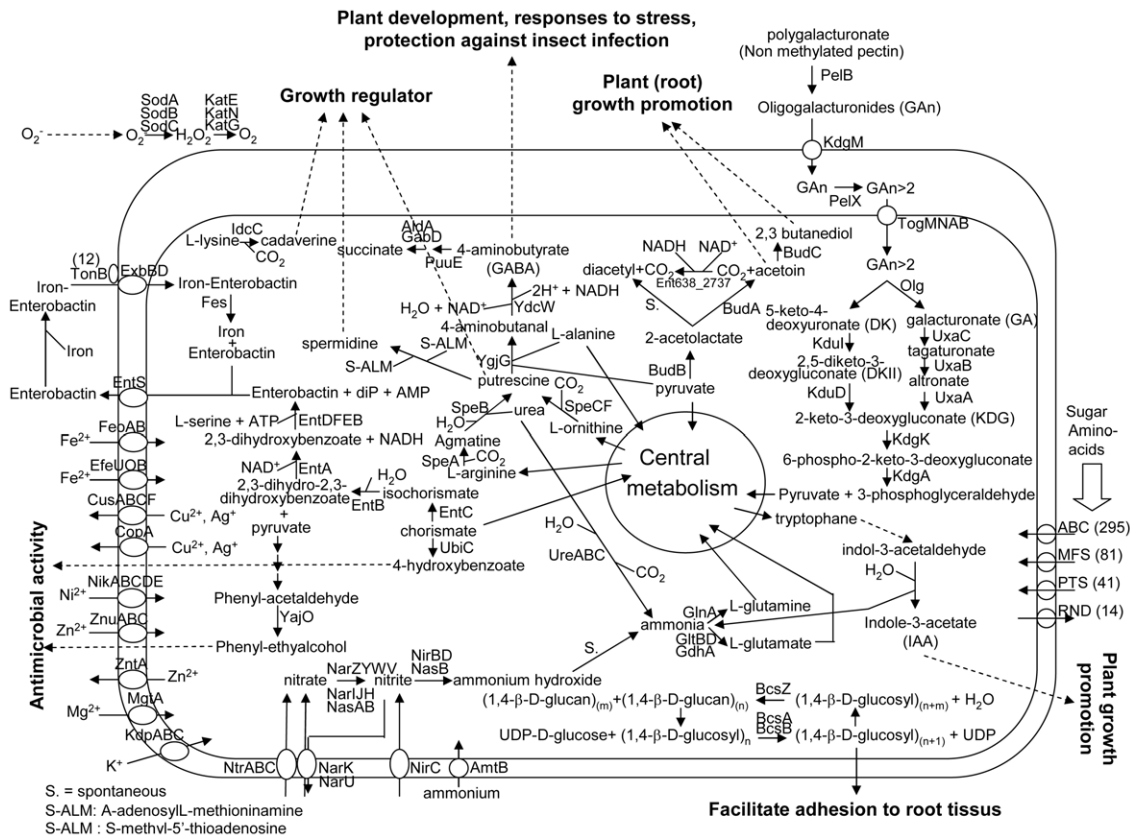 Plant development, responses to stress,
protection against insect infection
polygalacturonate
(Non methylated pectin)
PelB
Oligogalacturonides (GAn)
KdgM
GAn
GAn>2
PelX
TogMNAB
GAn>2
Olg
Plant (root)
growth promotion
Growth regulator
O₂⁻
O₂
SodA
SodB
SodC
H₂O₂
KatE
KatN
KatG
O₂
L-lysine
IdcC
cadaverine
CO₂
succinate
AldA
GabD
PuuE
4-aminobutyrate
(GABA)
H₂O + NAD⁺
2H⁺ + NADH
YdcW
4-aminobutanal
L-alanine
spermidine
S-ALM
S-ALM
YgjG
putrescine
CO₂
SpeCF
L-ornithine
SpeB
urea
H₂O
Agmatine
SpeA
CO₂
L-arginine
NADH
NAD⁺
diacetyl+CO₂
CO₂+acetoin
Ent638_2737
2,3 butanediol
BudC
S.
BudA
2-acetolactate
BudB
pyruvate
5-keto-4-
deoxyuronate (DK)
KduI
2,5-diketo-3-
deoxygluconate (DKII)
KduD
galacturonate (GA)
UxaC
tagaturonate
UxaB
altronate
UxaA
2-keto-3-deoxygluconate (KDG)
KdgK
6-phospho-2-keto-3-deoxygluconate
KdgA
Pyruvate + 3-phosphoglyceraldehyde
Central
metabolism
tryptophane
indol-3-acetaldehyde
H₂O
Indole-3-acetate
(IAA)
Plant growth
promotion
Sugar
Amino-
acids
ABC (295)
MFS (81)
PTS (41)
RND (14)
(12)
TonB
ExbBD
Iron-
Enterobactin
Iron
Enterobactin
Iron-Enterobactin
Fes
Iron
+
Enterobactin
EntS
Enterobactin + diP + AMP
L-serine + ATP
EntDFEB
2,3-dihydroxybenzoate + NADH
NAD⁺
EntA
2,3-dihydro-2,3-
dihydroxybenzoate
H₂O
EntB
isochorismate
EntC
chorismate
UbiC
4-hydroxybenzoate
+
pyruvate
Phenyl-acetaldehyde
YajO
Phenyl-ethyalcohol
Antimicrobial activity
FeoAB
Fe²⁺
EfeUOB
Fe²⁺
CusABCF
Cu²⁺, Ag⁺
CopA
Cu²⁺, Ag⁺
NikABCDE
Ni²⁺
ZnuABC
Zn²⁺
ZntA
Zn²⁺
MgtA
Mg²⁺
KdpABC
K⁺
H₂O
UreABC
CO₂
ammonia
GlnA
L-glutamine
GltBD
GdhA
L-glutamate
S.
nitrate
NarZYWV
NarIJH
NasAB
nitrite
NirBD
NasB
ammonium hydroxide
(1,4-β-D-glucan)₍ₘ₎+(1,4-β-D-glucan)₍ₙ₎
BcsZ
(1,4-β-D-glucosyl)₍ₙ₊ₘ₎ + H₂O
UDP-D-glucose+ (1,4-β-D-glucosyl)ₙ
BcsA
BcsB
(1,4-β-D-glucosyl)₍ₙ₊₁₎ + UDP
NtrABC
NarK
NarU
NirC
AmtB
ammonium
Facilitate adhesion to root tissus
S. = spontaneous
S-ALM: A-adenosylL-methioninamine
S-ALM : S-methyl-5'-thioadenosine